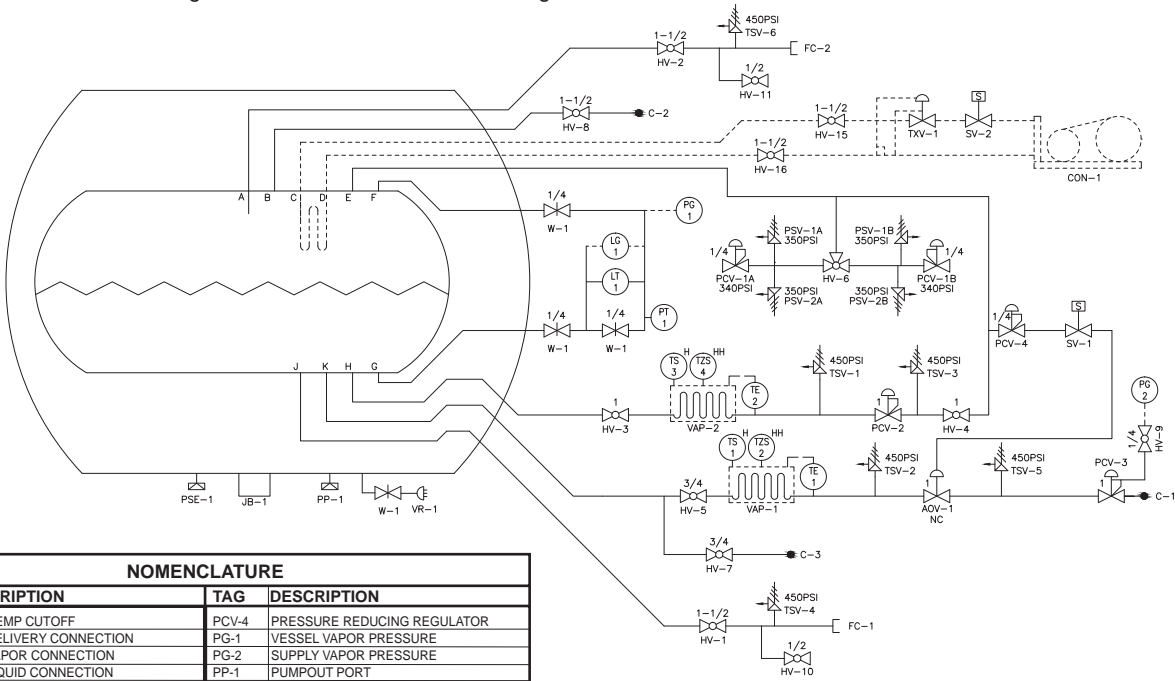 450PSI
TSV-6
1-1/2
HV-2
FC-2
1/2
HV-11
1-1/2
HV-8
C-2
1-1/2
HV-15
TXV-1
S
SV-2
1-1/2
HV-16
CON-1
A B C D E F
1/4
W-1
PG
1
LG
1
LT
1
1/4
W-1
1/4
W-1
PT
1
PSV-1A
350PSI
PSV-1B
350PSI
1/4
PCV-1A
340PSI
HV-6
1/4
PCV-1B
340PSI
350PSI
PSV-2A
350PSI
PSV-2B
1/4
PCV-4
S
SV-1
J K H G
1
HV-3
TS
3
H
TZS
4
HH
TE
2
VAP-2
450PSI
TSV-1
1
PCV-2
450PSI
TSV-3
1
HV-4
PG
2
1/4
HV-9
3/4
HV-5
TS
1
H
TZS
2
HH
TE
1
VAP-1
450PSI
TSV-2
1
AOV-1
NC
450PSI
TSV-5
PCV-3
1
C-1
PSE-1
JB-1
PP-1
W-1
VR-1
3/4
HV-7
C-3
450PSI
TSV-4
1-1/2
HV-1
FC-1
1/2
HV-10
NOMENCLATURE
RIPTION TAG DESCRIPTION
EMP CUTOFF PCV-4 PRESSURE REDUCING REGULATOR
ELIVERY CONNECTION PG-1 VESSEL VAPOR PRESSURE
APOR CONNECTION PG-2 SUPPLY VAPOR PRESSURE
QUID CONNECTION PP-1 PUMPOUT PORT